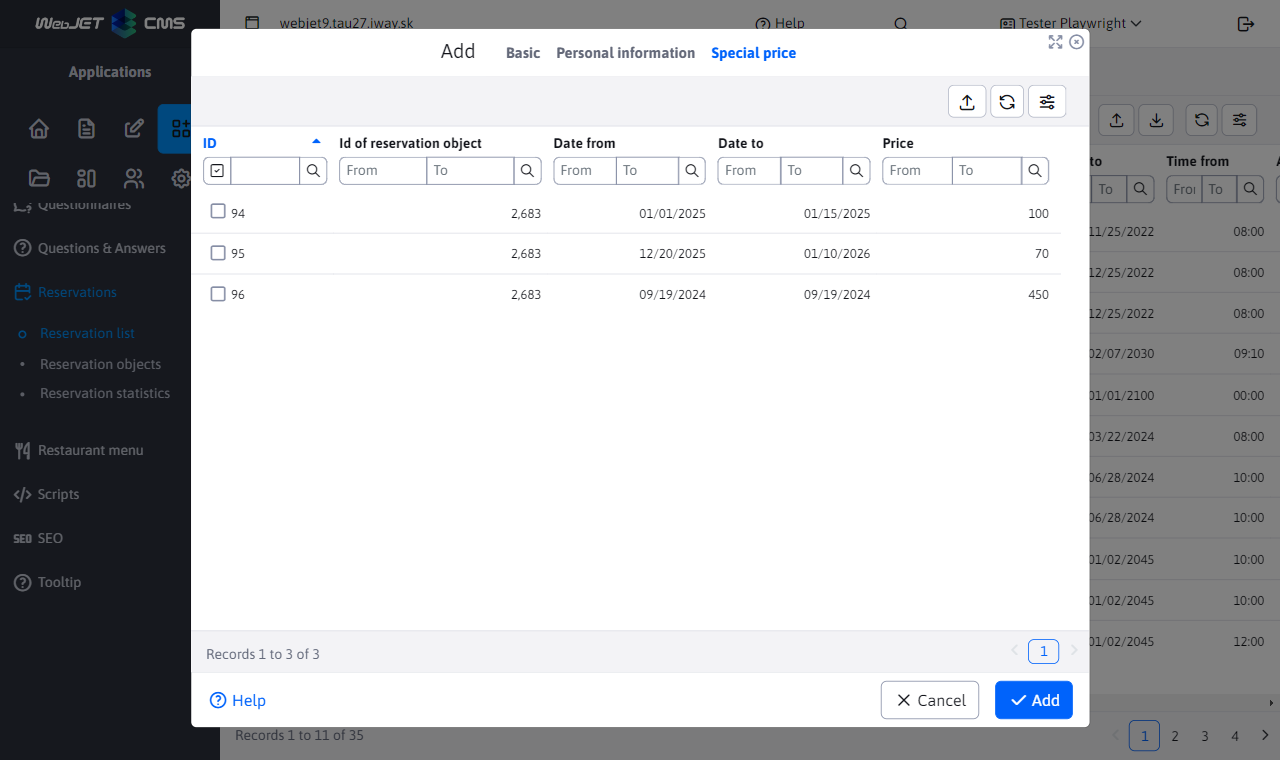 WebJET CMS
webjet9.tau27.iway.sk
Help
Tester Playwright
Applications
Questionnaires
Questions & Answers
Reservations
Reservation list
Reservation objects
Reservation statistics
Restaurant menu
Scripts
SEO SEO
Tooltip
Add Basic Personal information Special price
ID Id of reservation object Date from Date to Price
From To From To From To From To
94 2,683 01/01/2025 01/15/2025 100
95 2,683 12/20/2025 01/10/2026 70
96 2,683 09/19/2024 09/19/2024 450
Records 1 to 3 of 3 1
Help Cancel Add
to Time from
To From To
11/25/2022 08:00
12/25/2022 08:00
12/25/2022 08:00
02/07/2030 09:10
01/01/2100 00:00
03/22/2024 08:00
06/28/2024 10:00
06/28/2024 10:00
01/02/2045 10:00
01/02/2045 10:00
01/02/2045 12:00
Records 1 to 11 of 35
1 2 3 4